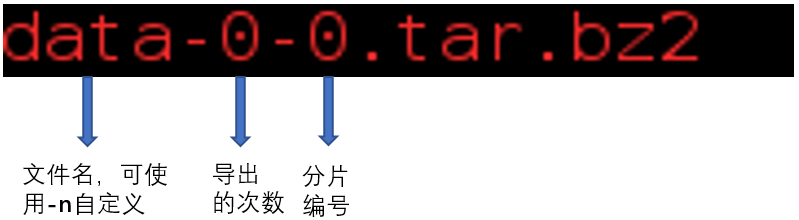 data-0-0.tar.bz2
文件名，可使
用-n自定义
导出
的次数
分片
编号